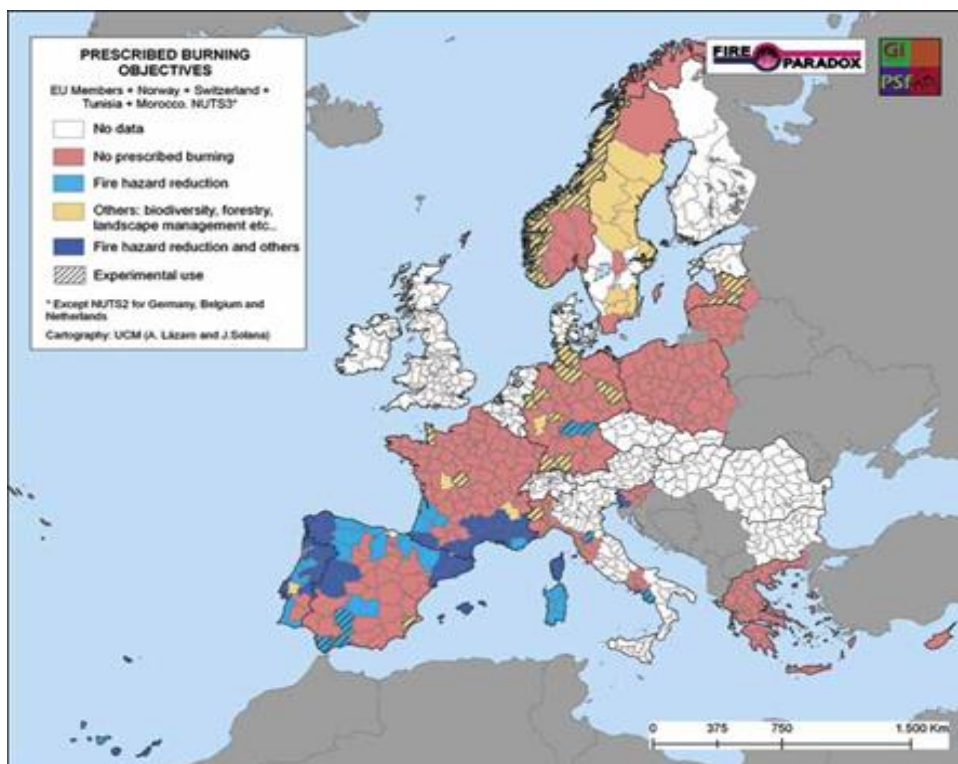 PRESCRIBED BURNING
OBJECTIVES
EU Members + Norway + Switzerland +
Tunisia + Morocco. NUTS3*
No data
No prescribed burning
Fire hazard reduction
Others: biodiversity, forestry,
landscape management etc..
Fire hazard reduction and others
Experimental use
* Except NUTS2 for Germany, Belgium and
Netherlands
Cartography: UCM (A. Lázaro and J.Solana)
FIRE
PARADOX
GI
PSf
0 375 750 1.500 Km